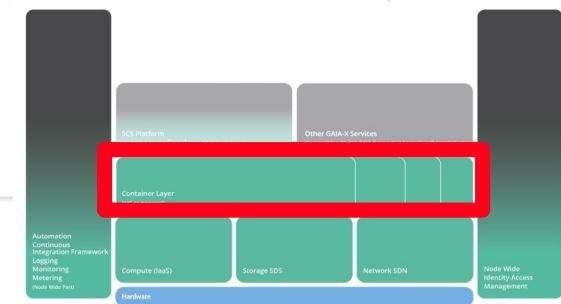 SCS Platform
Other GAIA-X Services
Container Layer
Automation
Continuous
Integration Framework
Logging
Monitoring
Metering
(Node Wide Part)
Compute (IaaS)
Storage SDS
Network SDN
Node Wide
Identity Access
Management
Hardware